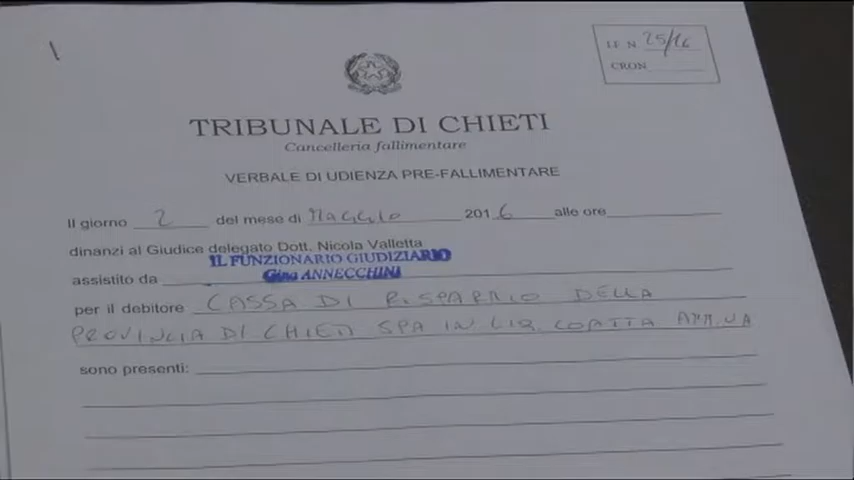 I.F. N. 25/16
CRON.
TRIBUNALE DI CHIETI
Cancelleria fallimentare
VERBALE DI UDIENZA PRE-FALLIMENTARE
Il giorno 2 del mese di MAGGIO 2016 alle ore
dinanzi al Giudice delegato Dott. Nicola Valletta
IL FUNZIONARIO GIUDIZIARIO
assistito da Gina ANNECCHINI
per il debitore CASSA DI RISPARMIO DELLA
PROVINCIA DI CHIETI SPA IN LIQ. COATTA AMM.VA
sono presenti: